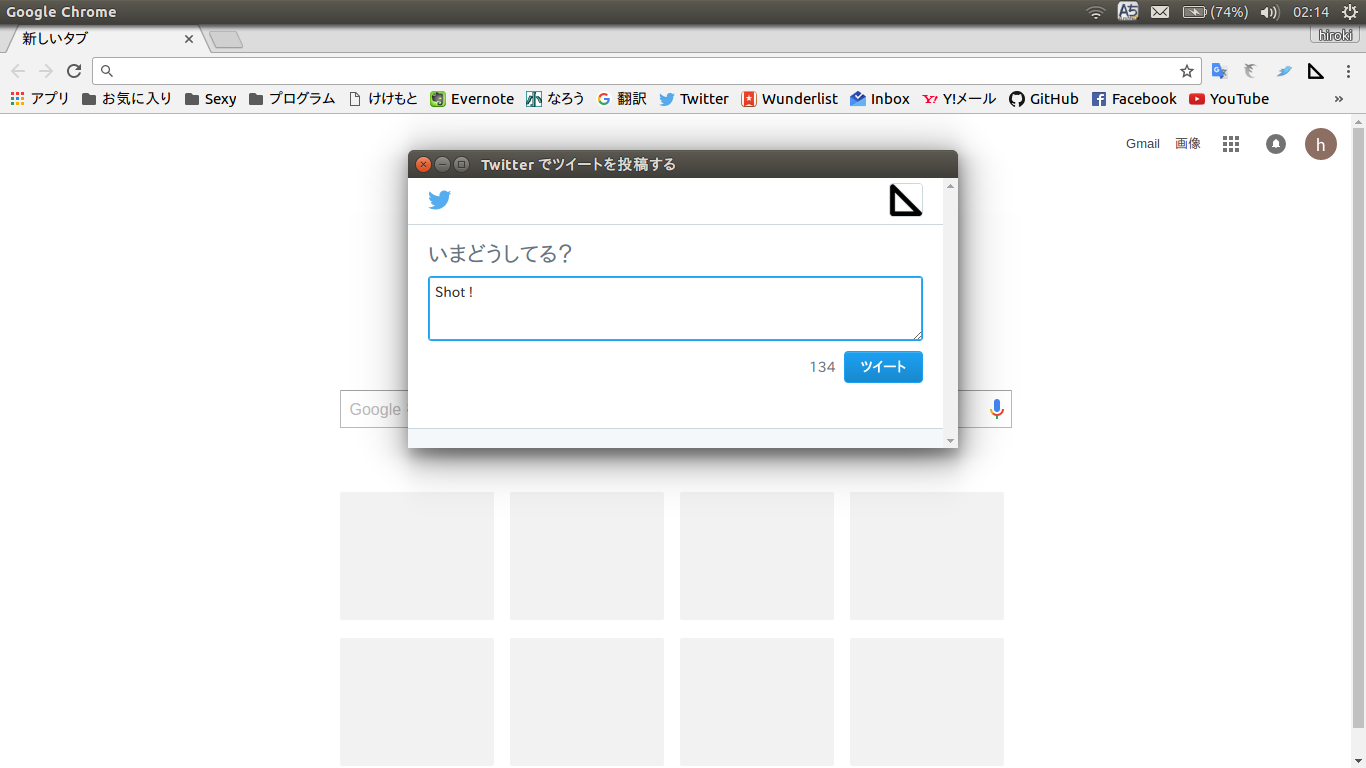 Google Chrome (74%) 02:14
新しいタブ hiroki
アプリ お気に入り Sexy プログラム けけもと Evernote なろう 翻訳 Twitter Wunderlist Inbox Y!メール GitHub Facebook YouTube »
Gmail 画像 h
Twitter でツイートを投稿する
いまどうしてる？
Shot !
134 ツイート
Google